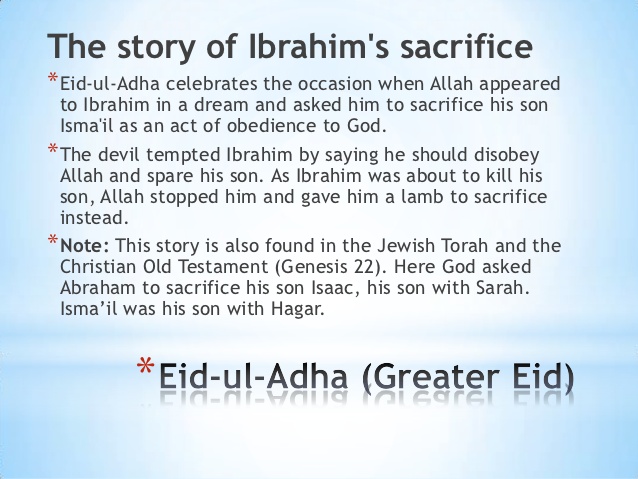 The story of Ibrahim's sacrifice
*Eid-ul-Adha celebrates the occasion when Allah appeared
to Ibrahim in a dream and asked him to sacrifice his son
Isma'il as an act of obedience to God.
*The devil tempted Ibrahim by saying he should disobey
Allah and spare his son. As Ibrahim was about to kill his
son, Allah stopped him and gave him a lamb to sacrifice
instead.
*Note: This story is also found in the Jewish Torah and the
Christian Old Testament (Genesis 22). Here God asked
Abraham to sacrifice his son Isaac, his son with Sarah.
Isma’il was his son with Hagar.
*Eid-ul-Adha (Greater Eid)